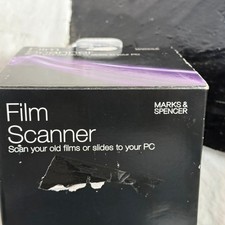 Film
Scanner
Scan your old films or slides to your PC
MARKS &
SPENCER